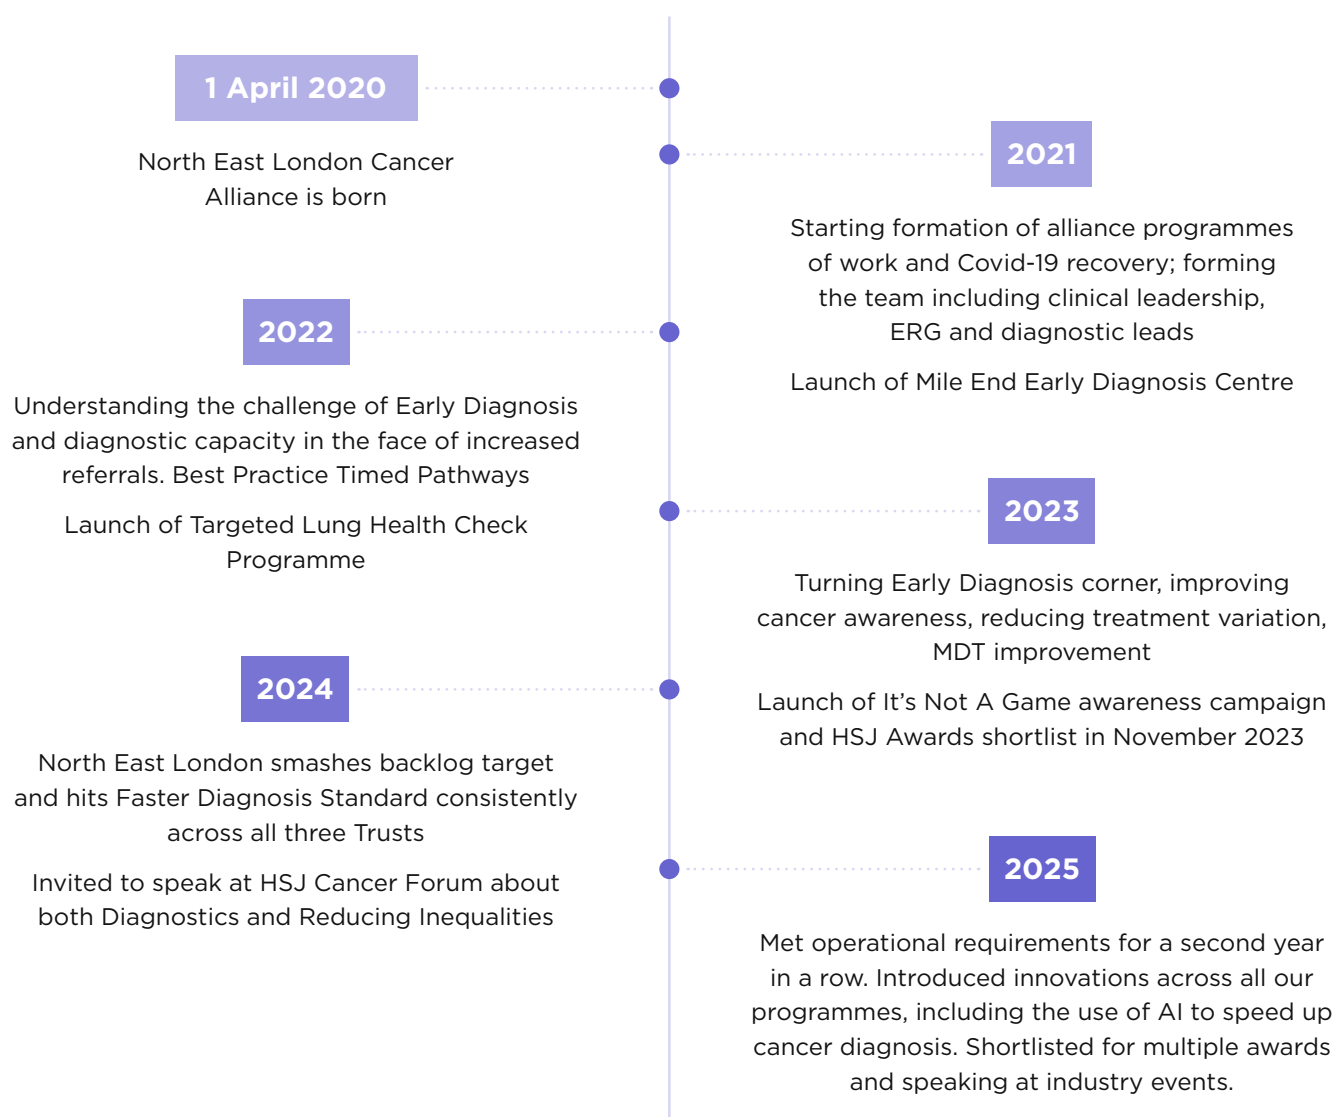 1 April 2020
North East London Cancer
Alliance is born
2021
Starting formation of alliance programmes
of work and Covid-19 recovery; forming
the team including clinical leadership,
ERG and diagnostic leads
Launch of Mile End Early Diagnosis Centre
2022
Understanding the challenge of Early Diagnosis
and diagnostic capacity in the face of increased
referrals. Best Practice Timed Pathways
Launch of Targeted Lung Health Check
Programme
2023
Turning Early Diagnosis corner, improving
cancer awareness, reducing treatment variation,
MDT improvement
Launch of It’s Not A Game awareness campaign
and HSJ Awards shortlist in November 2023
2024
North East London smashes backlog target
and hits Faster Diagnosis Standard consistently
across all three Trusts
Invited to speak at HSJ Cancer Forum about
both Diagnostics and Reducing Inequalities
2025
Met operational requirements for a second year
in a row. Introduced innovations across all our
programmes, including the use of AI to speed up
cancer diagnosis. Shortlisted for multiple awards
and speaking at industry events.